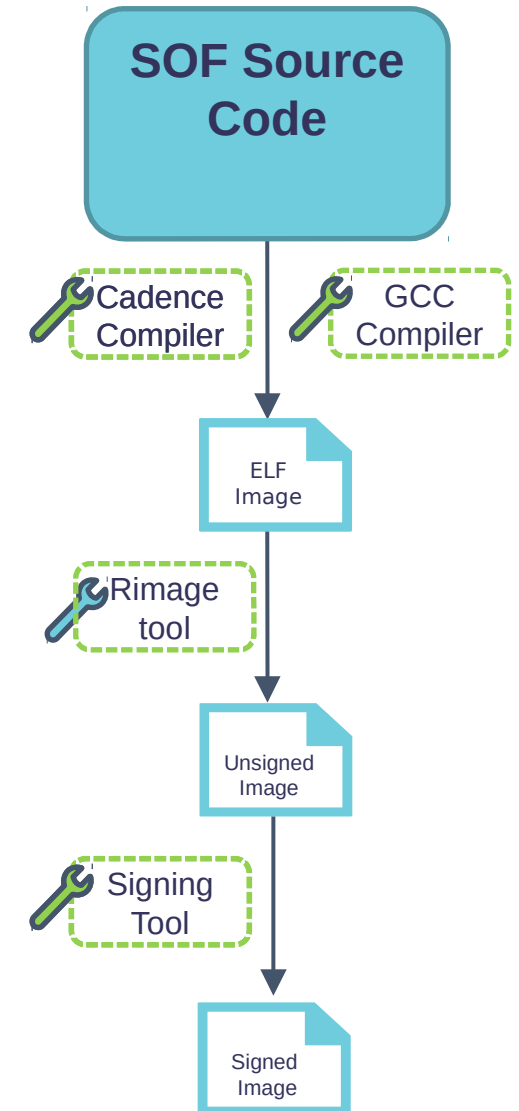 SOF Source
Code
Cadence
Compiler
GCC
Compiler
ELF
Image
Rimage
tool
Unsigned
Image
Signing
Tool
Signed
Image